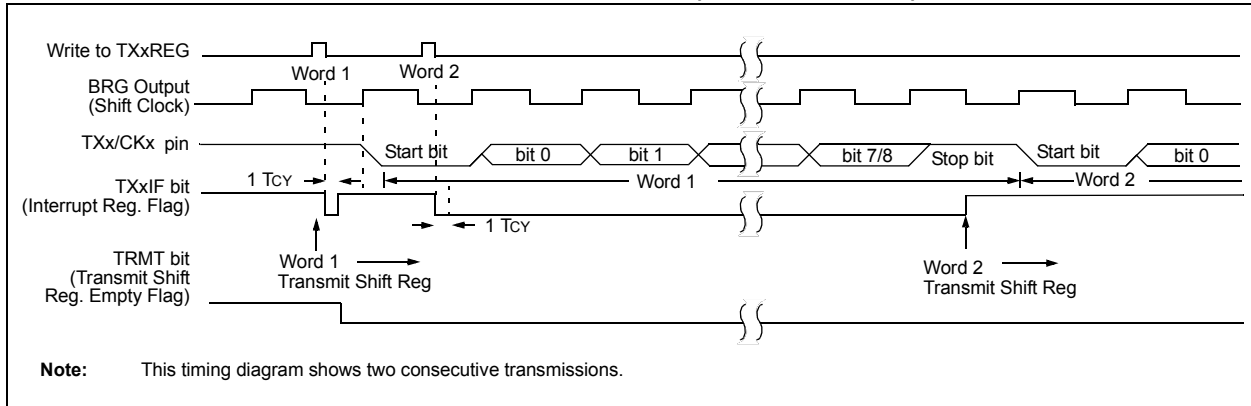 Write to TXxREG
Word 1
Word 2
BRG Output
(Shift Clock)
TXx/CKx pin
Start bit
bit 0
bit 1
bit 7/8
Stop bit
Start bit
bit 0
Word 1
Word 2
1 TCY
TXxIF bit
(Interrupt Reg. Flag)
1 TCY
Word 1
Transmit Shift Reg
Word 2
Transmit Shift Reg
TRMT bit
(Transmit Shift
Reg. Empty Flag)
Note: This timing diagram shows two consecutive transmissions.